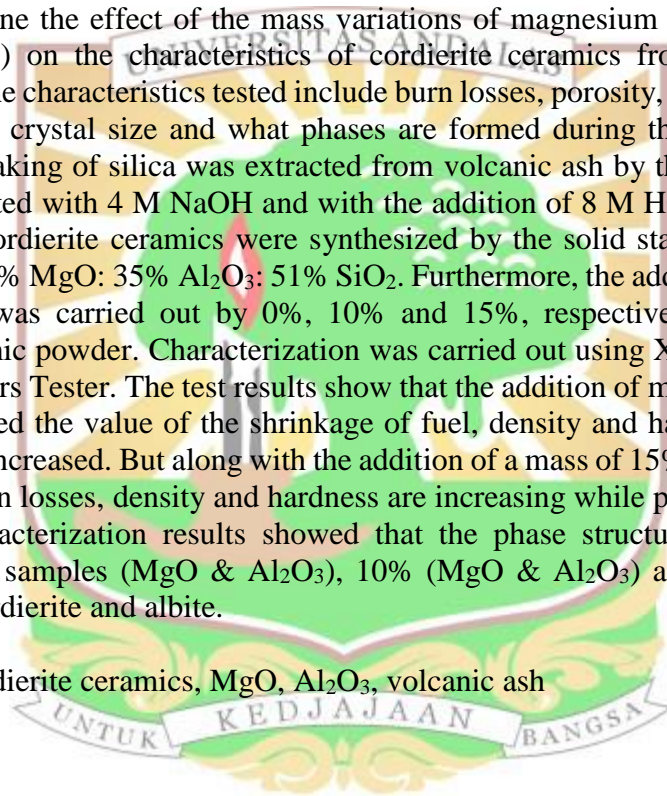 ne the effect of the mass variations of magnesium
UNIVERSITAS ANDALAS
) on the characteristics of cordierite ceramics fro
e characteristics tested include burn losses, porosity,
crystal size and what phases are formed during th
aking of silica was extracted from volcanic ash by th
ted with 4 M NaOH and with the addition of 8 M H
ordierite ceramics were synthesized by the solid sta
% MgO: 35% Al₂O₃: 51% SiO₂. Furthermore, the add
was carried out by 0%, 10% and 15%, respective
nic powder. Characterization was carried out using X
rs Tester. The test results show that the addition of m
ed the value of the shrinkage of fuel, density and ha
ncreased. But along with the addition of a mass of 15%
n losses, density and hardness are increasing while p
acterization results showed that the phase structu
samples (MgO & Al₂O₃), 10% (MgO & Al₂O₃) a
dierite and albite.
dierite ceramics, MgO, Al₂O₃, volcanic ash
UNTUK KEDJAJAAN BANGSA